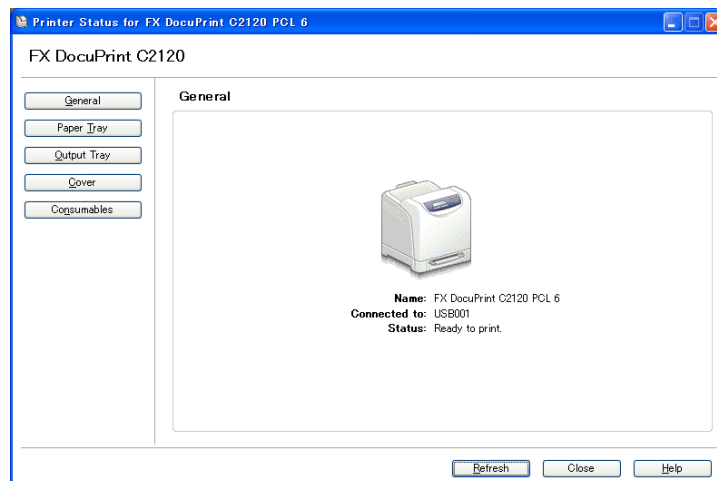 Printer Status for FX DocuPrint C2120 PCL 6
FX DocuPrint C2120
General
Paper Tray
Output Tray
Cover
Consumables
General
Name: FX DocuPrint C2120 PCL 6
Connected to: USB001
Status: Ready to print.
Refresh
Close
Help